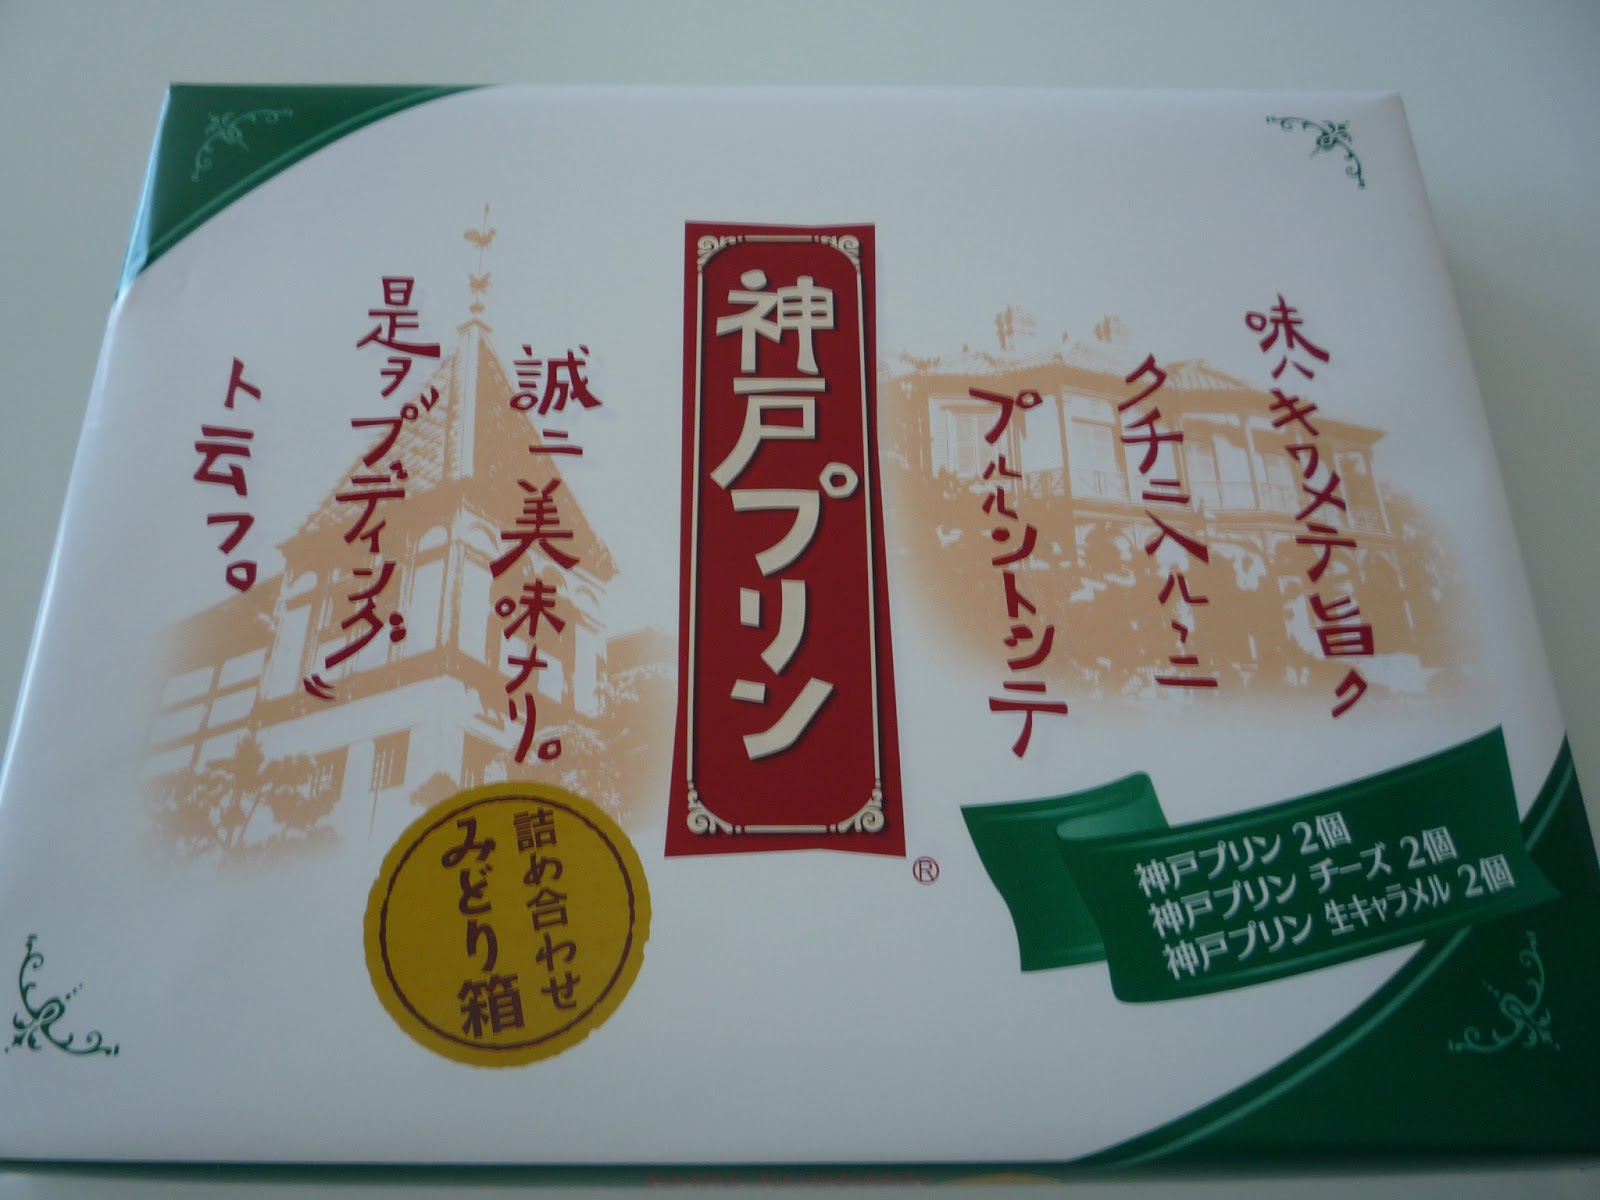 味ハキワメテ旨ク
クチニ入ルヽニ
プルルントシテ
神戸プリン
®
誠ニ美味ナリ。
是ヲ〝プディング〟
ト云フ。
詰め合わせ
みどり箱
神戸プリン 2個
神戸プリン チーズ 2個
神戸プリン 生キャラメル 2個